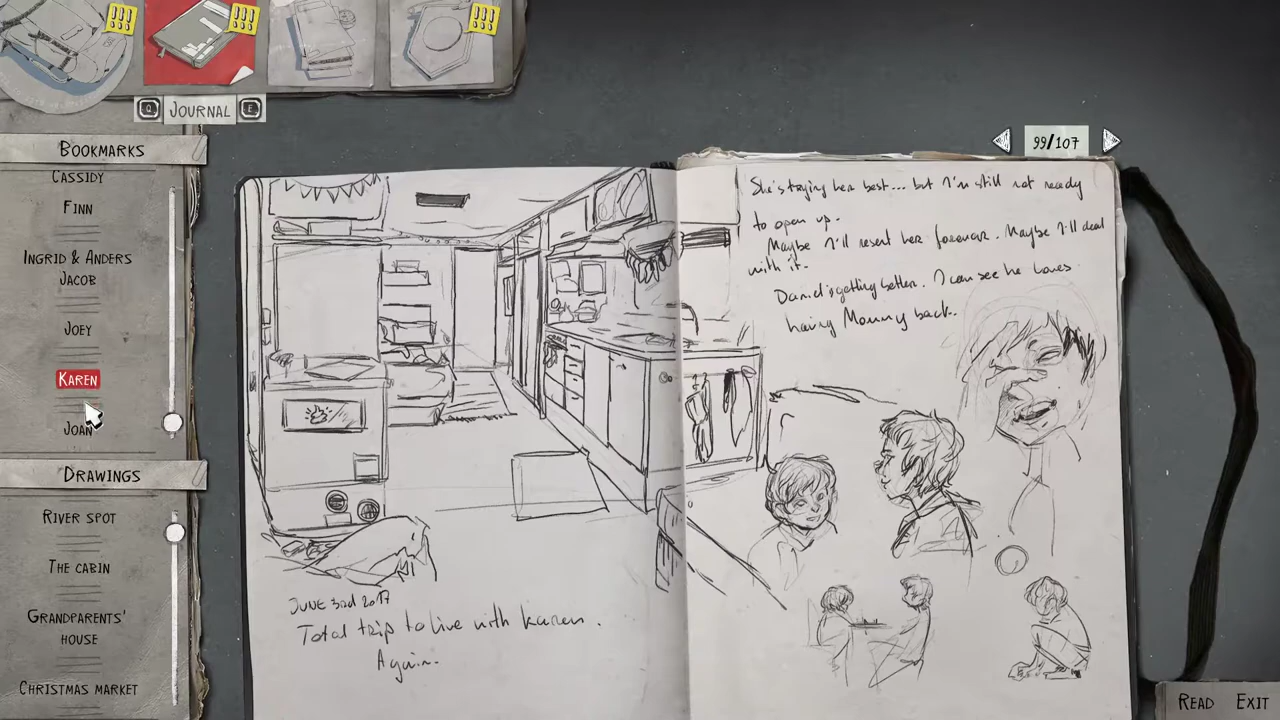 Q JOURNAL E
BOOKMARKS
CASSIDY
FINN
INGRID & ANDERS
JACOB
JOEY
KAREN
JOAN
DRAWINGS
RIVER SPOT
THE CABIN
GRANDPARENTS'
HOUSE
CHRISTMAS MARKET
99/107
JUNE 3rd 2017
Total trip to live with Karen.
Again.
She's trying her best... but I'm still not ready
to open up.
Maybe I'll resent her forever. Maybe I'll deal
with it.
Daniel's getting better. I can see he loves
having Mommy back.
READ EXIT